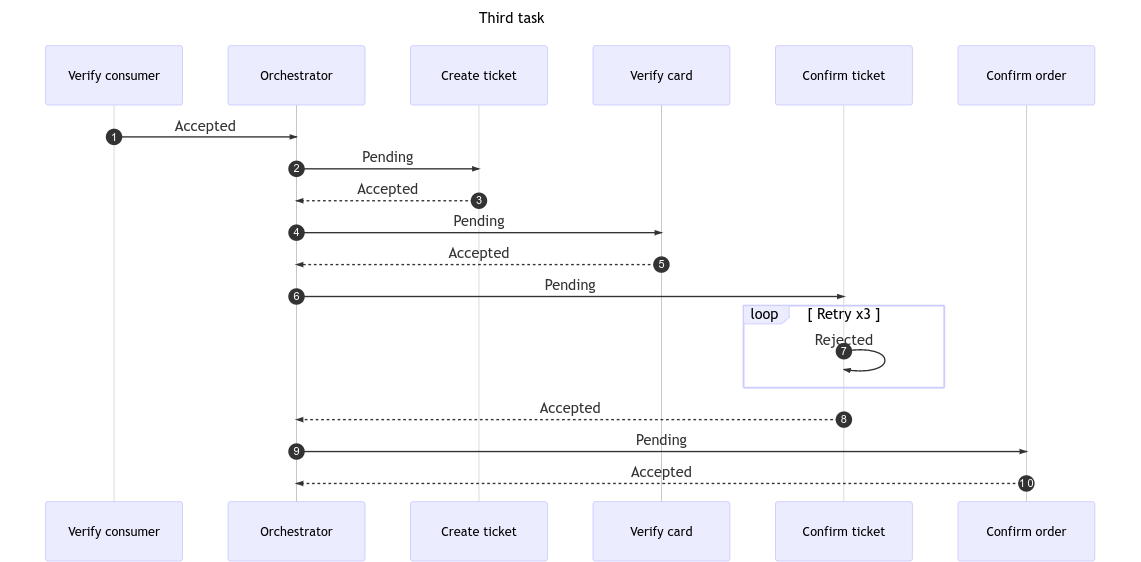 Third task
Verify consumer
Orchestrator
Create ticket
Verify card
Confirm ticket
Confirm order
Accepted
1
Pending
2
Accepted
3
Pending
4
Accepted
5
Pending
6
loop
[ Retry x3 ]
Rejected
7
Accepted
8
Pending
9
Accepted
10
Verify consumer
Orchestrator
Create ticket
Verify card
Confirm ticket
Confirm order